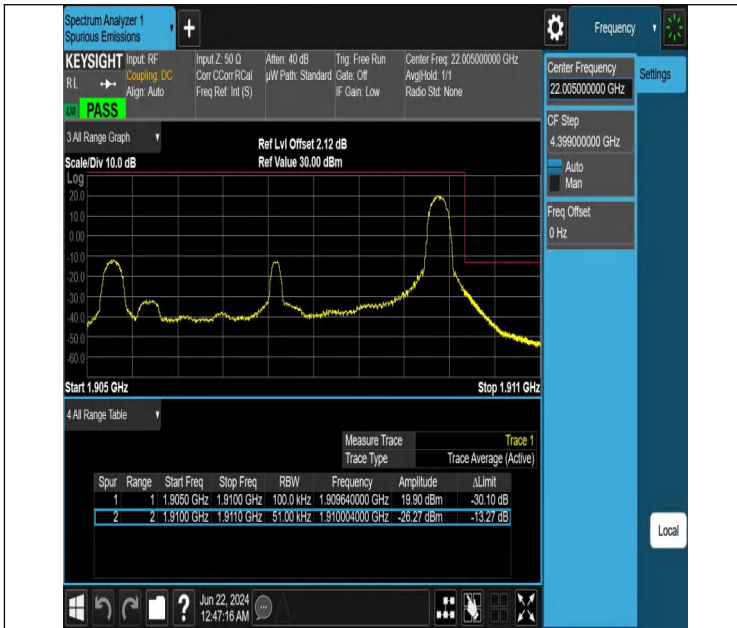 Spectrum Analyzer 1
Spurious Emissions
Frequency
KEYSIGHT
RL
PASS
Input: RF
Coupling: DC
Align: Auto
Input Z: 50 Ω
Corr CCorr RCal
Freq Ref: Int (S)
Atten: 40 dB
µW Path: Standard
Trig: Free Run
Gate: Off
IF Gain: Low
Center Freq: 22.005000000 GHz
Avg|Hold: 1/1
Radio Std: None
3 All Range Graph
Scale/Div 10.0 dB
Ref Lvl Offset 2.12 dB
Ref Value 30.00 dBm
Log
20.0
10.0
0.00
-10.0
-20.0
-30.0
-40.0
-50.0
-60.0
Start 1.905 GHz
Stop 1.911 GHz
4 All Range Table
Measure Trace Trace 1
Trace Type Trace Average (Active)
Spur Range Start Freq Stop Freq RBW Frequency Amplitude ΔLimit
1 1 1.9050 GHz 1.9100 GHz 100.0 kHz 1.909640000 GHz 19.90 dBm -30.10 dB
2 2 1.9100 GHz 1.9110 GHz 51.00 kHz 1.910004000 GHz -26.27 dBm -13.27 dB
Jun 22, 2024
12:47:16 AM
Center Frequency
22.005000000 GHz
Settings
CF Step
4.399000000 GHz
Auto
Man
Freq Offset
0 Hz
Local